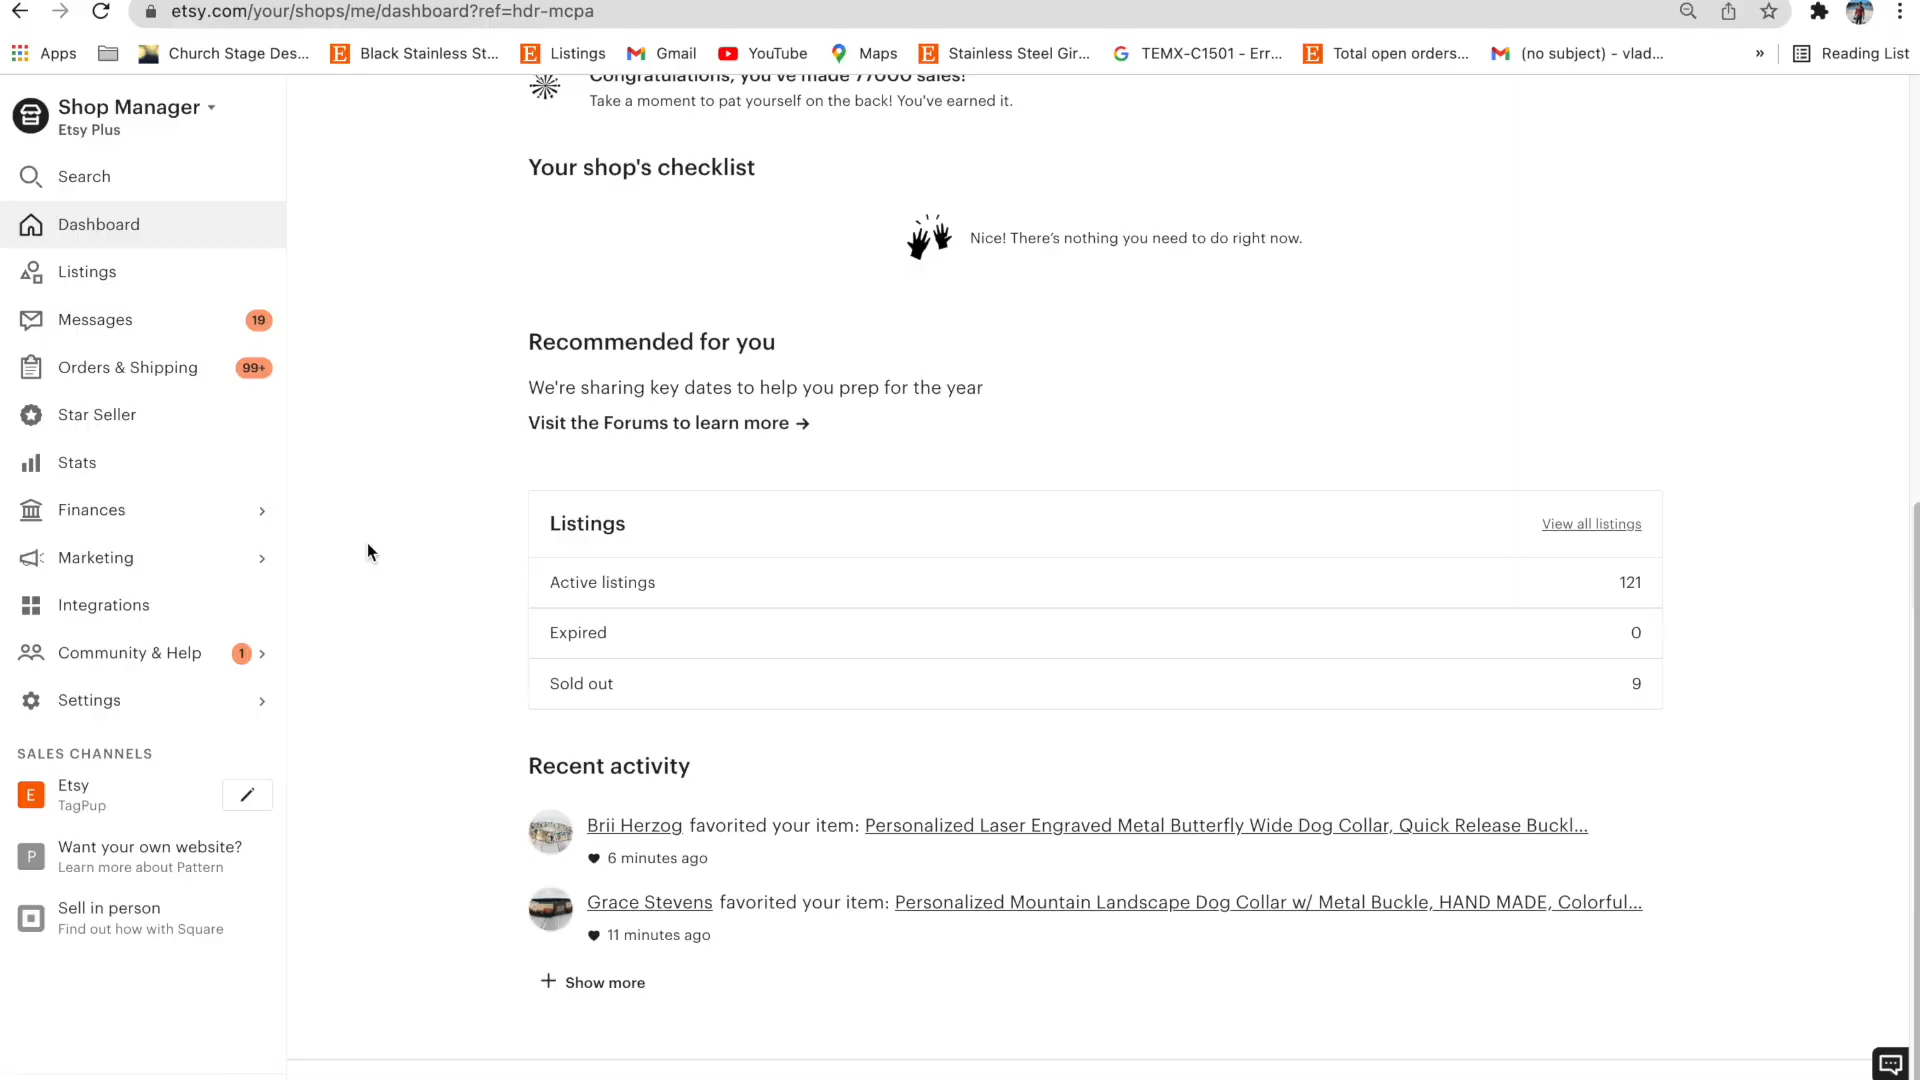 etsy.com/your/shops/me/dashboard?ref=hdr-mcpa
Apps Church Stage Des... Black Stainless St... Listings Gmail YouTube Maps Stainless Steel Gir... TEMX-C1501 - Err... Total open orders... (no subject) - vlad... » Reading List
Shop Manager
Etsy Plus
Search
Dashboard
Listings
Messages 19
Orders & Shipping 99+
Star Seller
Stats
Finances
Marketing
Integrations
Community & Help 1
Settings
SALES CHANNELS
E Etsy
TagPup
P Want your own website?
Learn more about Pattern
Sell in person
Find out how with Square
Congratulations, you've made 77000 sales!
Take a moment to pat yourself on the back! You've earned it.
Your shop's checklist
Nice! There's nothing you need to do right now.
Recommended for you
We're sharing key dates to help you prep for the year
Visit the Forums to learn more →
Listings View all listings
Active listings 121
Expired 0
Sold out 9
Recent activity
Brii Herzog favorited your item: Personalized Laser Engraved Metal Butterfly Wide Dog Collar, Quick Release Buckl...
6 minutes ago
Grace Stevens favorited your item: Personalized Mountain Landscape Dog Collar w/ Metal Buckle, HAND MADE, Colorful...
11 minutes ago
+ Show more